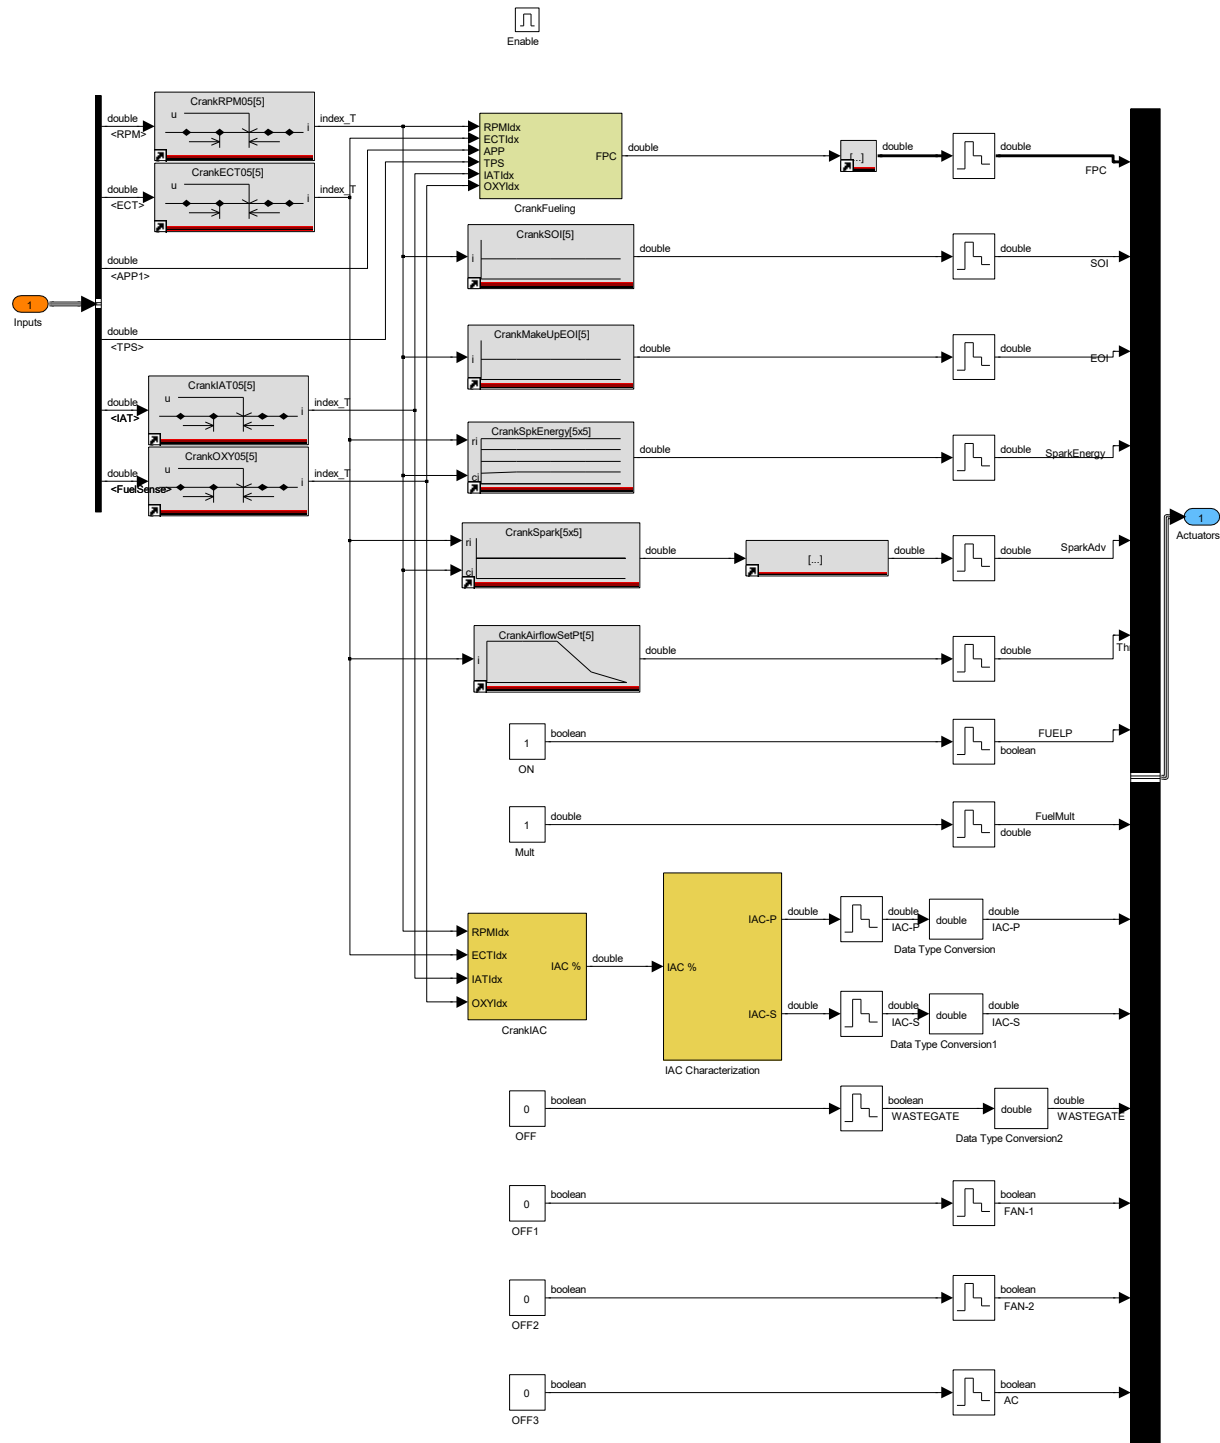 Enable
CrankRPM05[5]
double
<RPM>
u
i
index_T
RPMIdx
ECTIdx
APP
TPS
IATIdx
OXYIdx
FPC
CrankFueling
double
[...]
double
double
FPC
CrankECT05[5]
double
<ECT>
u
i
index_T
CrankSOI[5]
i
double
double
SOI
double
<APP1>
1
Inputs
double
<TPS>
CrankMakeUpEOI[5]
i
double
double
EOI
CrankIAT05[5]
double
<IAT>
u
i
index_T
CrankSpkEnergy[5x5]
ri
ci
double
double
SparkEnergy
CrankOXY05[5]
double
<FuelSense>
u
i
index_T
CrankSpark[5x5]
ri
ci
double
[...]
double
double
SparkAdv
1
Actuators
CrankAirflowSetPt[5]
i
double
double
1
ON
boolean
FUELP
boolean
1
Mult
double
FuelMult
double
RPMIdx
ECTIdx
IATIdx
OXYIdx
IAC %
CrankIAC
double
IAC %
IAC-P
IAC-S
IAC Characterization
double
double
IAC-P
double
double
IAC-P
Data Type Conversion
double
double
IAC-S
double
double
IAC-S
Data Type Conversion1
0
OFF
boolean
boolean
WASTEGATE
double
double
WASTEGATE
Data Type Conversion2
0
OFF1
boolean
boolean
FAN-1
0
OFF2
boolean
boolean
FAN-2
0
OFF3
boolean
boolean
AC